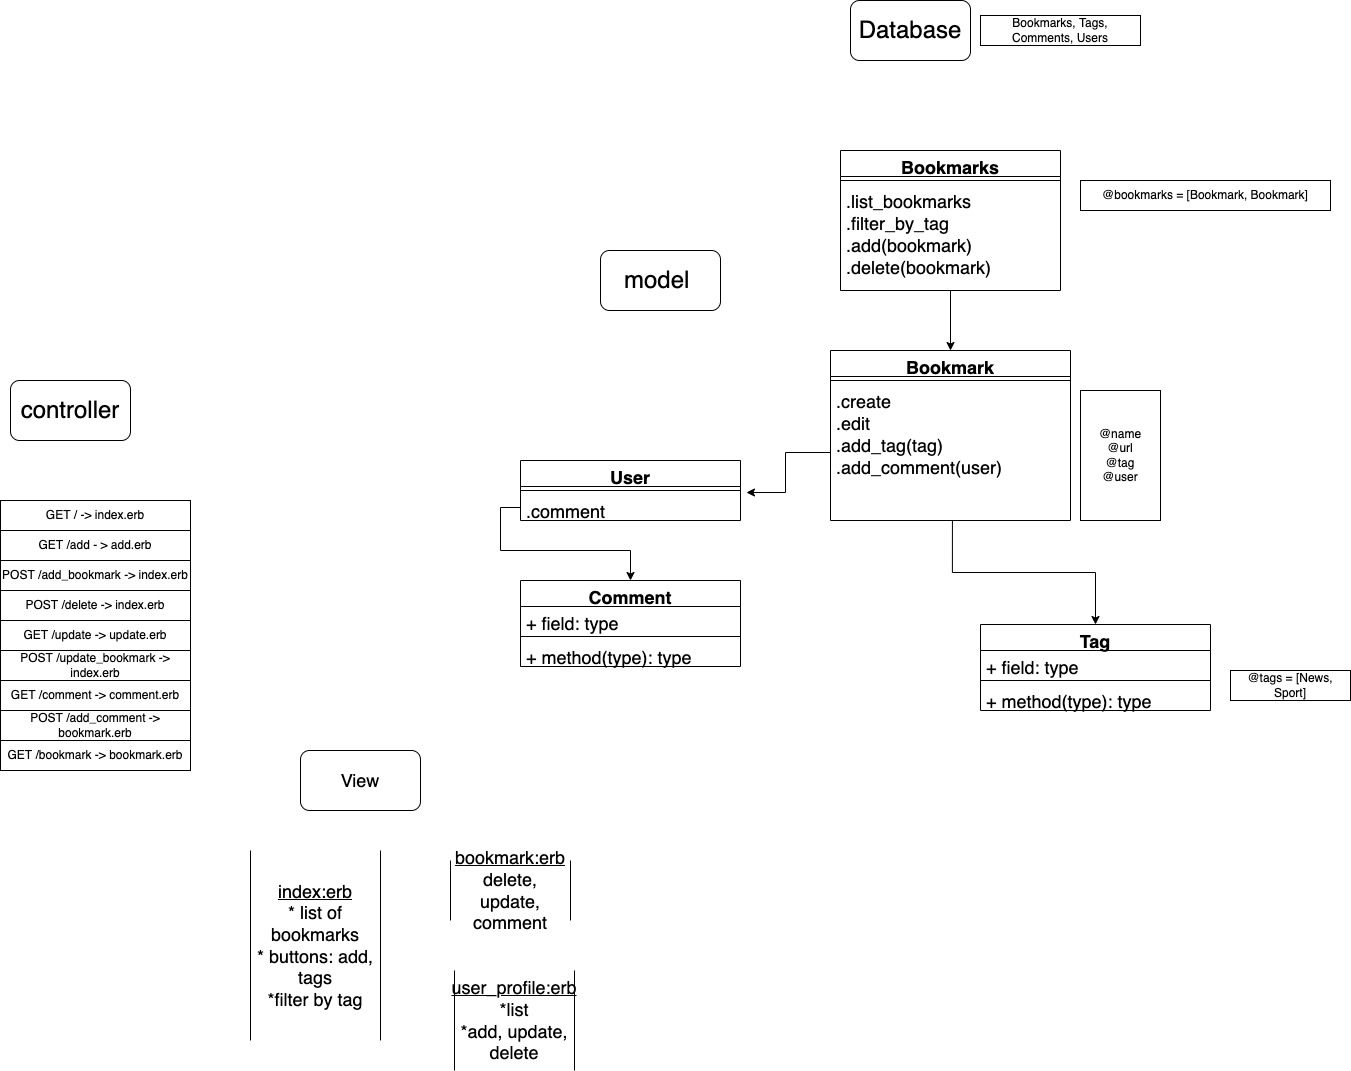 Database
Bookmarks, Tags,
Comments, Users
Bookmarks
.list_bookmarks
.filter_by_tag
.add(bookmark)
.delete(bookmark)
@bookmarks = [Bookmark, Bookmark]
model
Bookmark
.create
.edit
.add_tag(tag)
.add_comment(user)
@name
@url
@tag
@user
controller
User
.comment
GET / -> index.erb
GET /add - > add.erb
POST /add_bookmark -> index.erb
POST /delete -> index.erb
GET /update -> update.erb
POST /update_bookmark ->
index.erb
GET /comment -> comment.erb
POST /add_comment ->
bookmark.erb
GET /bookmark -> bookmark.erb
Comment
+ field: type
+ method(type): type
Tag
+ field: type
+ method(type): type
@tags = [News,
Sport]
View
index:erb
* list of
bookmarks
* buttons: add,
tags
*filter by tag
bookmark:erb
delete,
update,
comment
user_profile:erb
*list
*add, update,
delete